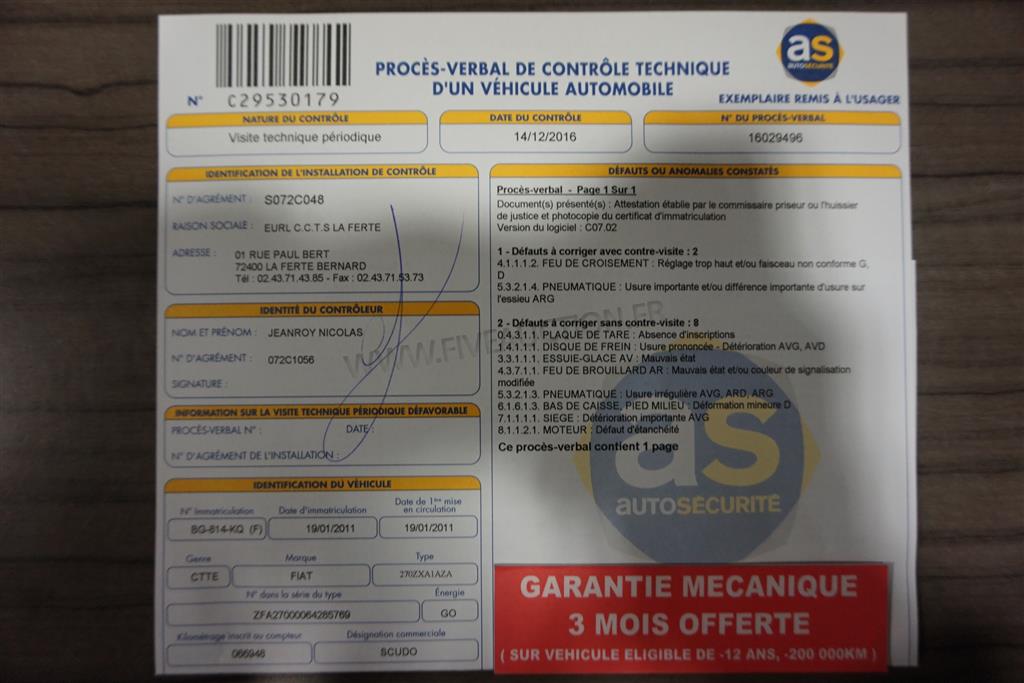 N° C29530179
PROCÈS-VERBAL DE CONTRÔLE TECHNIQUE
D'UN VÉHICULE AUTOMOBILE
as
AUTOSÉCURITÉ
EXEMPLAIRE REMIS À L'USAGER
NATURE DU CONTRÔLE
Visite technique périodique
DATE DU CONTRÔLE
14/12/2016
N° DU PROCÈS-VERBAL
16029496
IDENTIFICATION DE L'INSTALLATION DE CONTRÔLE
N° D'AGRÉMENT : S072C048
RAISON SOCIALE : EURL C.C.T.S LA FERTE
ADRESSE : 01 RUE PAUL BERT
72400 LA FERTE BERNARD
Tél : 02.43.71.43.85 - Fax : 02.43.71.53.73
IDENTITÉ DU CONTRÔLEUR
NOM ET PRÉNOM : JEANROY NICOLAS
N° D'AGRÉMENT : 072C1056
SIGNATURE :
INFORMATION SUR LA VISITE TECHNIQUE PÉRIODIQUE DÉFAVORABLE
PROCÈS-VERBAL N° : DATE :
N° D'AGRÉMENT DE L'INSTALLATION :
IDENTIFICATION DU VÉHICULE
N° Immatriculation
BG-814-KQ (F)
Date d'immatriculation
19/01/2011
Date de 1ère mise
en circulation
19/01/2011
Genre
CTTE
Marque
FIAT
Type
270ZXA1AZA
N° dans la série du type
ZFA27000064285769
Énergie
GO
Kilométrage inscrit au compteur
066948
Désignation commerciale
SCUDO
DÉFAUTS OU ANOMALIES CONSTATÉS
Procès-verbal - Page 1 Sur 1
Document(s) présenté(s) : Attestation établie par le commissaire priseur ou l'huissier
de justice et photocopie du certificat d'immatriculation
Version du logiciel : C07.02
1 - Défauts à corriger avec contre-visite : 2
4.1.1.1.2. FEU DE CROISEMENT : Réglage trop haut et/ou faisceau non conforme G,
D
5.3.2.1.4. PNEUMATIQUE : Usure importante et/ou différence importante d'usure sur
l'essieu ARG
2 - Défauts à corriger sans contre-visite : 8
0.4.3.1.1. PLAQUE DE TARE : Absence d'inscriptions
1.4.1.1.1. DISQUE DE FREIN : Usure prononcée - Détérioration AVG, AVD
3.3.1.1.1. ESSUIE-GLACE AV : Mauvais état
4.3.7.1.1. FEU DE BROUILLARD AR : Mauvais état et/ou couleur de signalisation
modifiée
5.3.2.1.3. PNEUMATIQUE : Usure irrégulière AVG, ARD, ARG
6.1.6.1.3. BAS DE CAISSE, PIED MILIEU : Déformation mineure D
7.1.1.1.1. SIEGE : Détérioration importante AVG
8.1.1.2.1. MOTEUR : Défaut d'étanchéité
Ce procès-verbal contient 1 page
as
AUTOSÉCURITÉ
GARANTIE MECANIQUE
3 MOIS OFFERTE
( SUR VEHICULE ELIGIBLE DE -12 ANS, -200 000KM )